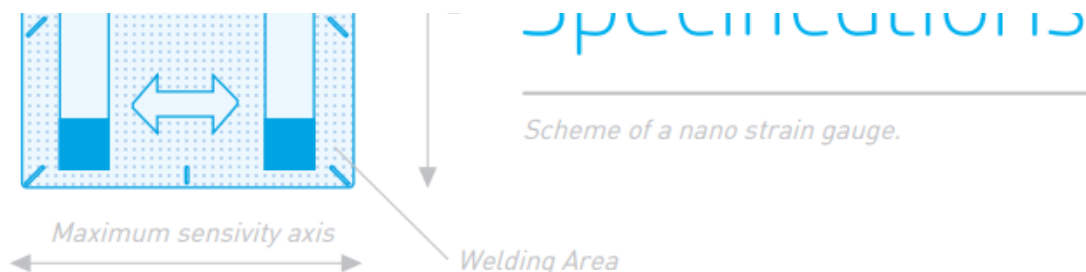 Specifications
Scheme of a nano strain gauge.
Maximum sensivity axis
Welding Area